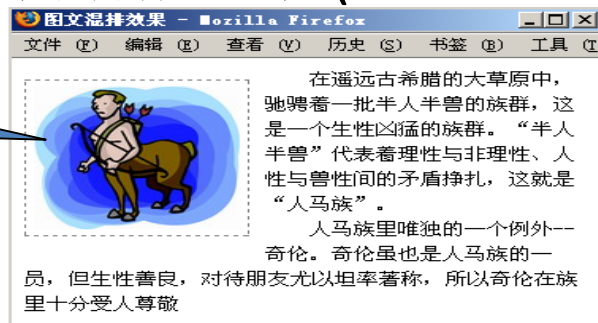 图文混排效果 - Mozilla Firefox
文件 (F) 编辑 (E) 查看 (V) 历史 (S) 书签 (B) 工具 (T
在遥远古希腊的大草原中，
驰骋着一批半人半兽的族群，这
是一个生性凶猛的族群。“半人
半兽”代表着理性与非理性、人
性与兽性间的矛盾挣扎，这就是
“人马族”。
人马族里唯独的一个例外--
奇伦。奇伦虽也是人马族的一
员，但生性善良，对待朋友尤以坦率著称，所以奇伦在族
里十分受人尊敬